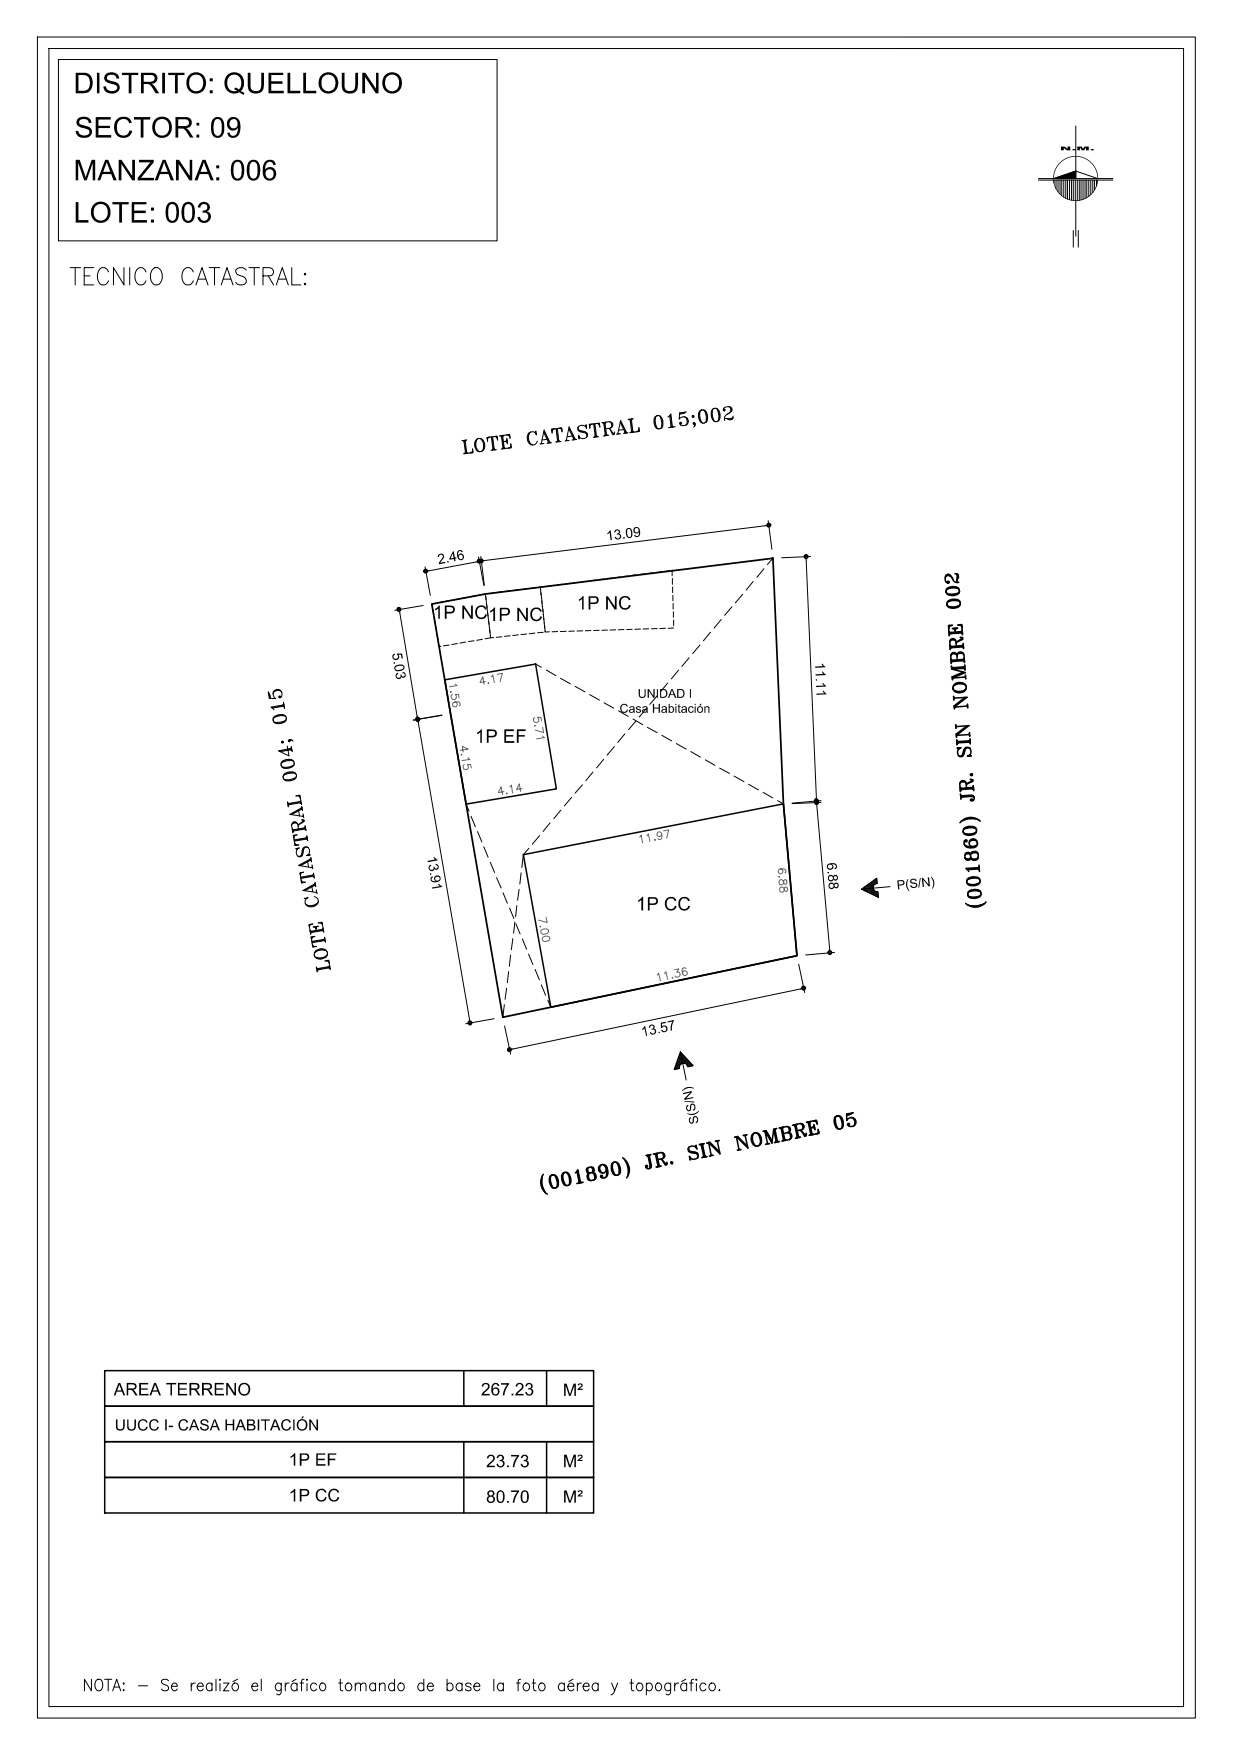 DISTRITO: QUELLOUNO
SECTOR: 09
MANZANA: 006
LOTE: 003
N.M.
TECNICO CATASTRAL:
LOTE CATASTRAL 015;002
13.09
2.46
1P NC
1P NC
1P NC
5.03
4.17
1.56
5.71
1P EF
4.15
4.14
UNIDAD I
Casa Habitación
11.11
(001860) JR. SIN NOMBRE 002
LOTE CATASTRAL 004; 015
13.91
11.97
6.88
6.88
P(S/N)
1P CC
7.00
11.36
13.57
S(S/N)
(001890) JR. SIN NOMBRE 05
AREA TERRENO 267.23 M²
UUCC I- CASA HABITACIÓN
1P EF 23.73 M²
1P CC 80.70 M²
NOTA: – Se realizó el gráfico tomando de base la foto aérea y topográfico.